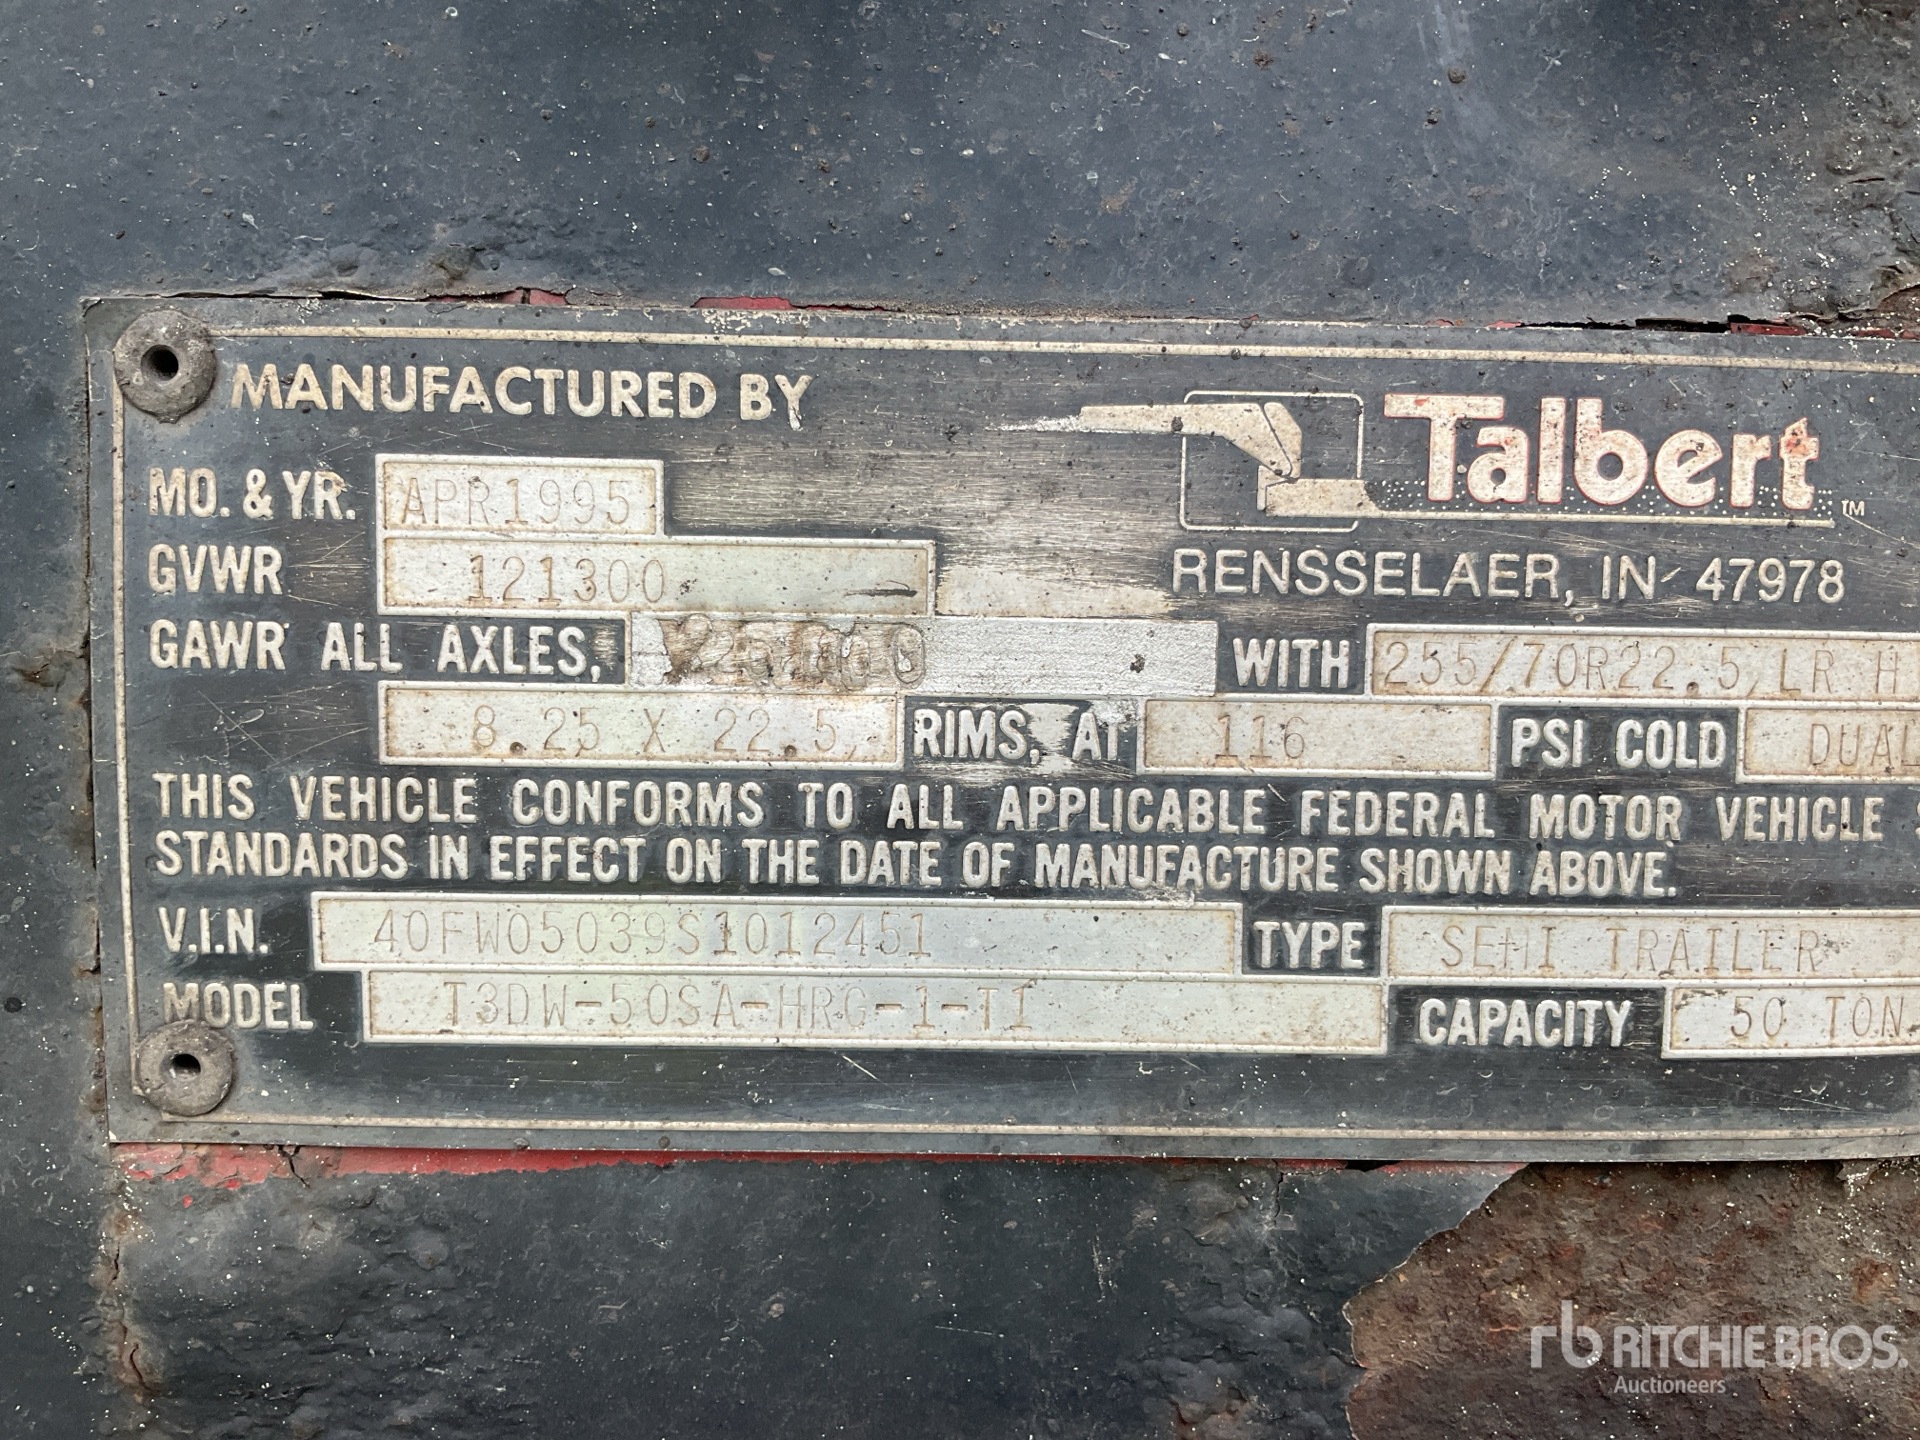 MANUFACTURED BY
Talbert™
MO. & YR. APR1995
RENSSELAER, IN 47978
GVWR 121300
GAWR ALL AXLES, WITH 255/70R22.5, LR H
8.25 X 22.5, RIMS, AT 116 PSI COLD DUAL
THIS VEHICLE CONFORMS TO ALL APPLICABLE FEDERAL MOTOR VEHICLE
STANDARDS IN EFFECT ON THE DATE OF MANUFACTURE SHOWN ABOVE.
V.I.N. 40FW05039S1012451 TYPE SEMI TRAILER
MODEL T3DW-50SA-HRG-1-T1 CAPACITY 50 TON
rb RITCHIE BROS.
Auctioneers